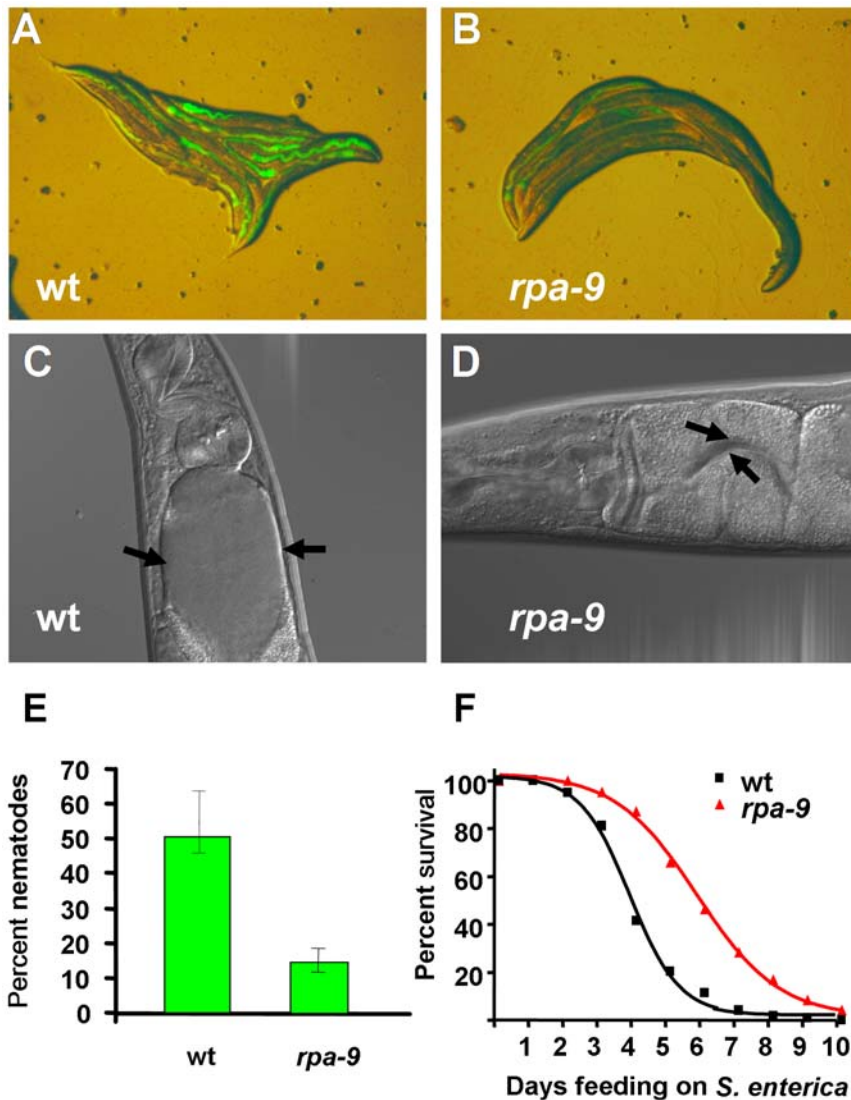 A
wt
B
rpa-9
C
wt
D
rpa-9
E
Percent nematodes
70
60
50
40
30
20
10
0
wt
rpa-9
F
Percent survival
100
80
60
40
20
wt
rpa-9
1 2 3 4 5 6 7 8 9 10
Days feeding on S. enterica